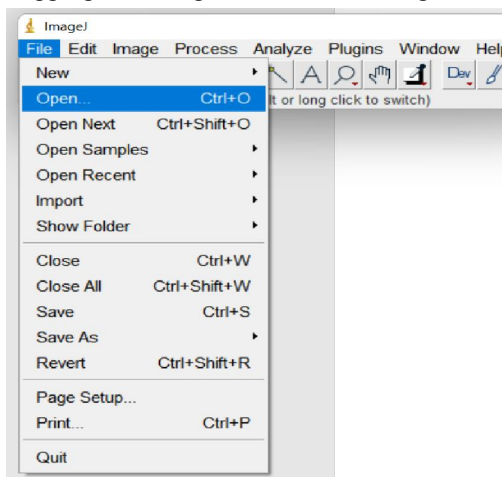 ImageJ
File Edit Image Process Analyze Plugins Window Help
New
Open... Ctrl+O
lt or long click to switch)
Open Next Ctrl+Shift+O
Open Samples
Open Recent
Import
Show Folder
Close Ctrl+W
Close All Ctrl+Shift+W
Save Ctrl+S
Save As
Revert Ctrl+Shift+R
Page Setup...
Print... Ctrl+P
Quit
A
Dev